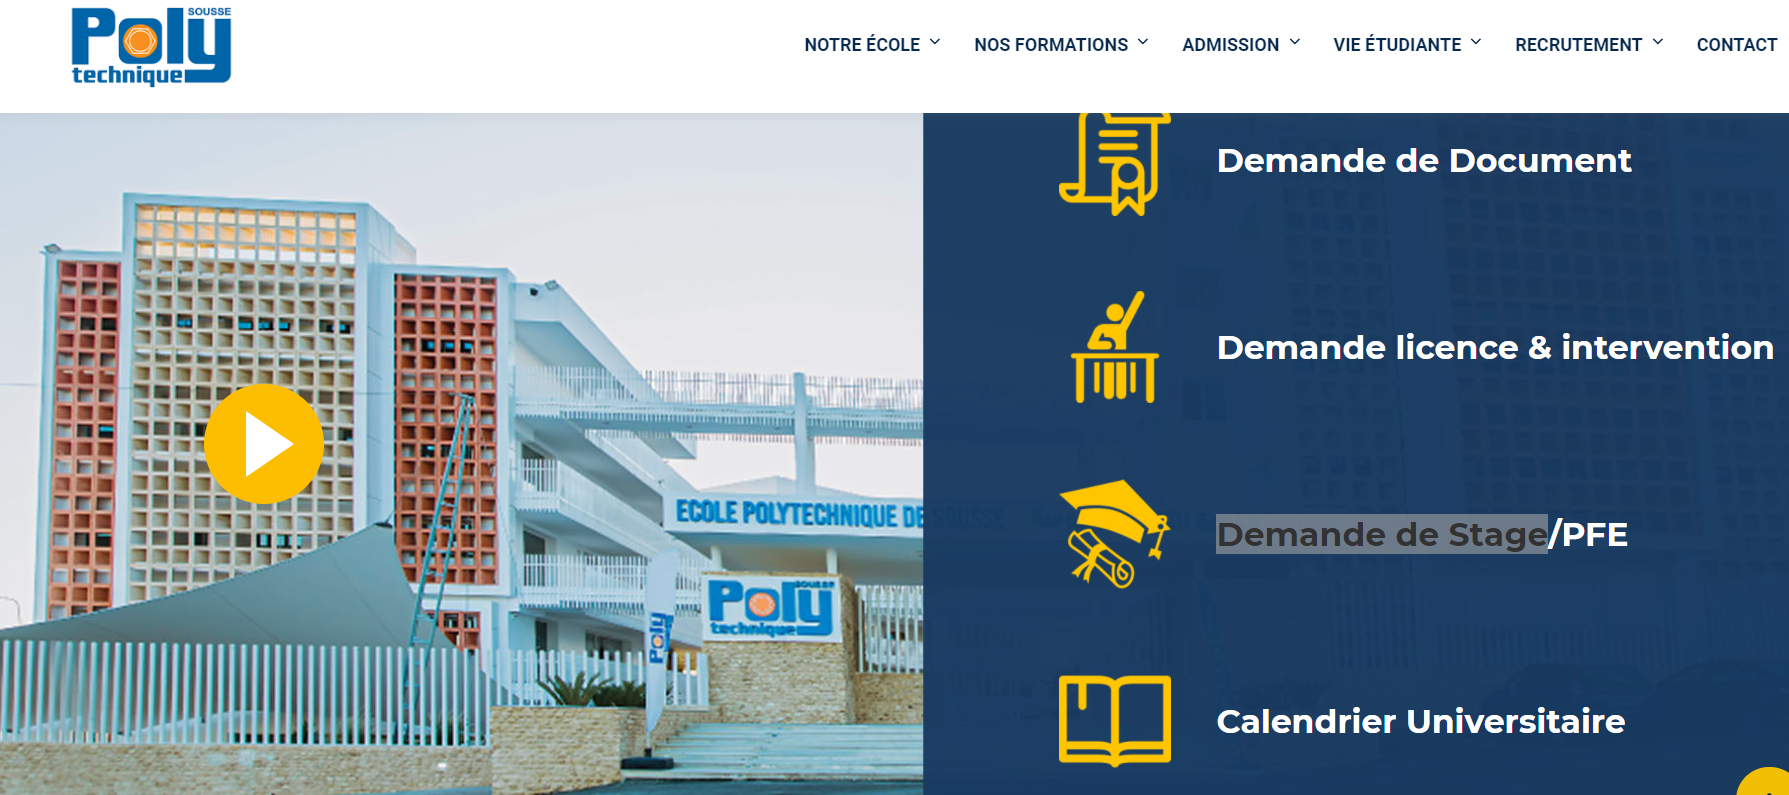 SOUSSE
Poly
technique
NOTRE ÉCOLE
NOS FORMATIONS
ADMISSION
VIE ÉTUDIANTE
RECRUTEMENT
CONTACT
Demande de Document
Demande licence & intervention
ECOLE POLYTECHNIQUE DE SOUSSE
Demande de Stage/PFE
SOUSSE
Poly
technique
Poly
Calendrier Universitaire